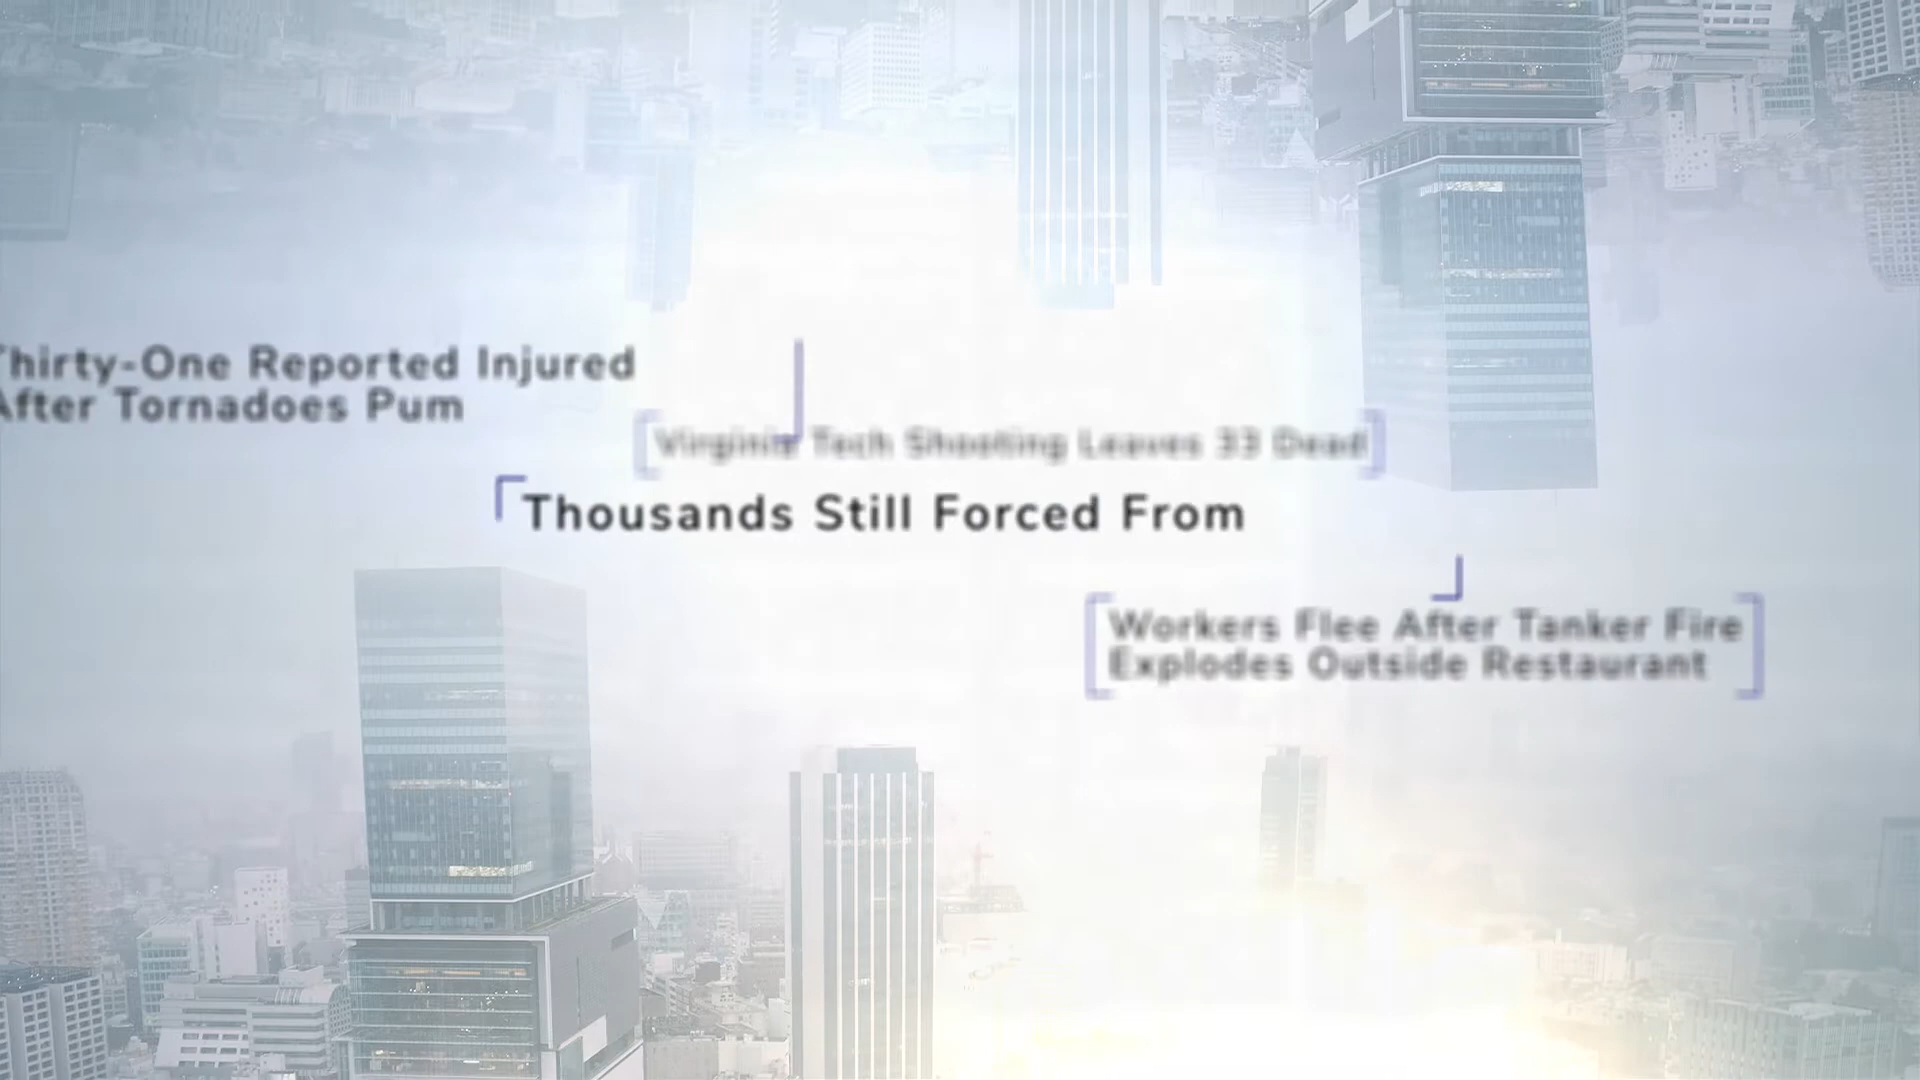 Thirty-One Reported Injured
After Tornadoes Pum
Virginia Tech Shooting Leaves 33 Dead
Thousands Still Forced From
Workers Flee After Tanker Fire
Explodes Outside Restaurant